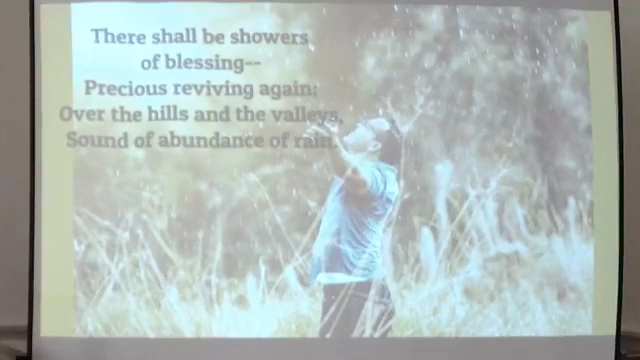 There shall be showers
of blessing--
Precious reviving again:
Over the hills and the valleys,
Sound of abundance of rain.